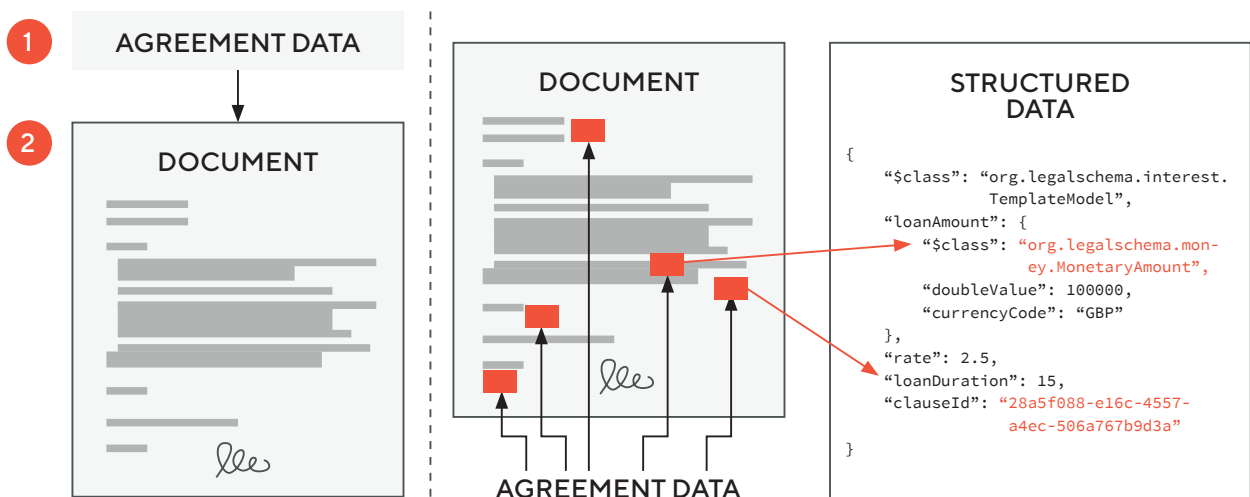 1
AGREEMENT DATA
2
DOCUMENT
DOCUMENT
AGREEMENT DATA
STRUCTURED
DATA
{
“$class”: “org.legalschema.interest.
TemplateModel”,
“loanAmount”: {
“$class”: “org.legalschema.mon-
ey.MonetaryAmount”,
“doubleValue”: 100000,
“currencyCode”: “GBP”
},
“rate”: 2.5,
“loanDuration”: 15,
“clauseId”: “28a5f088-e16c-4557-
a4ec-506a767b9d3a”
}